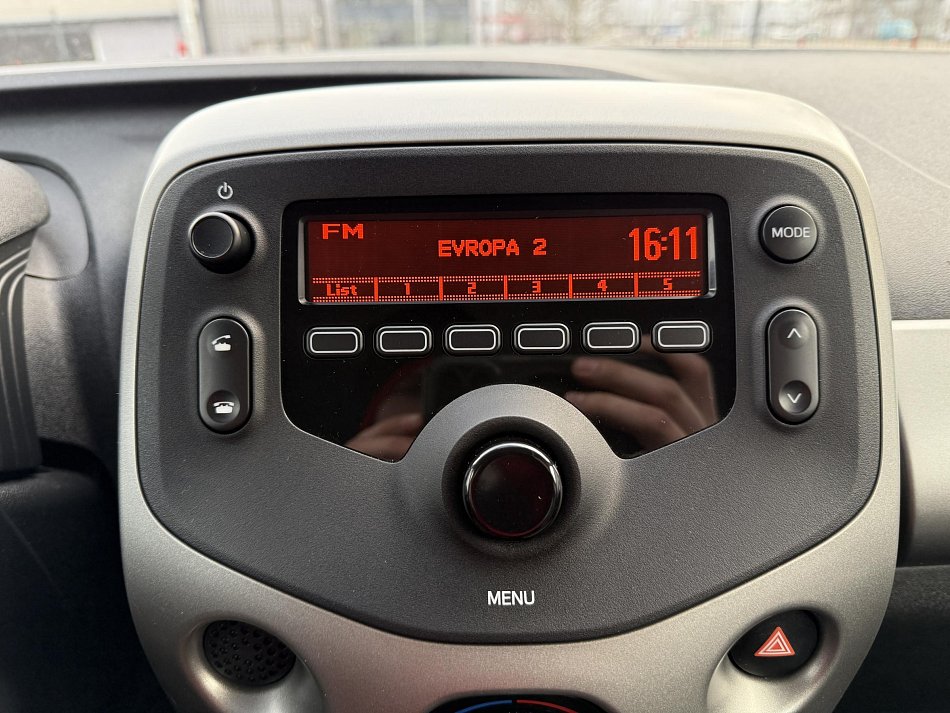 FM
EVROPA 2
16:11
List 1 2 3 4 5
MODE
MENU